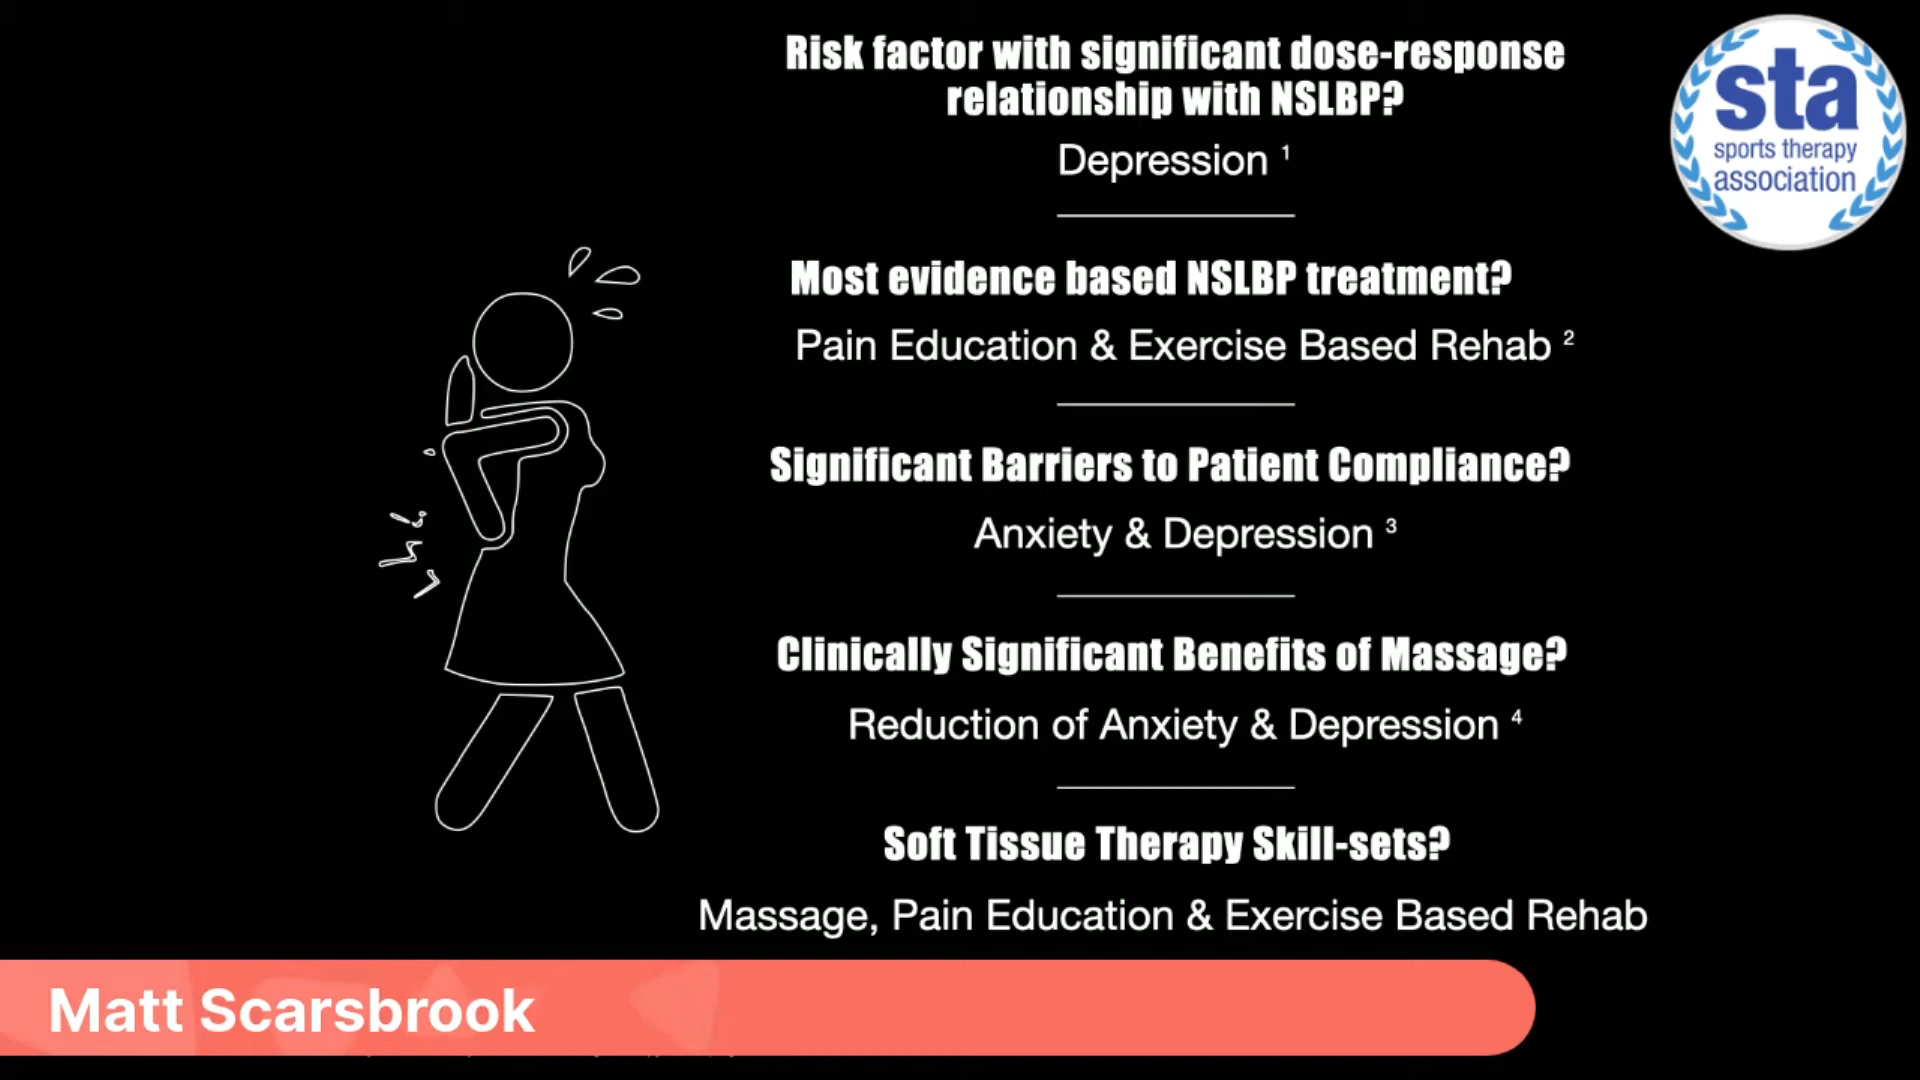 Risk factor with significant dose-response
relationship with NSLBP?
Depression ¹
Most evidence based NSLBP treatment?
Pain Education & Exercise Based Rehab ²
Significant Barriers to Patient Compliance?
Anxiety & Depression ³
Clinically Significant Benefits of Massage?
Reduction of Anxiety & Depression ⁴
Soft Tissue Therapy Skill-sets?
Massage, Pain Education & Exercise Based Rehab
sta
sports therapy
association
Matt Scarsbrook